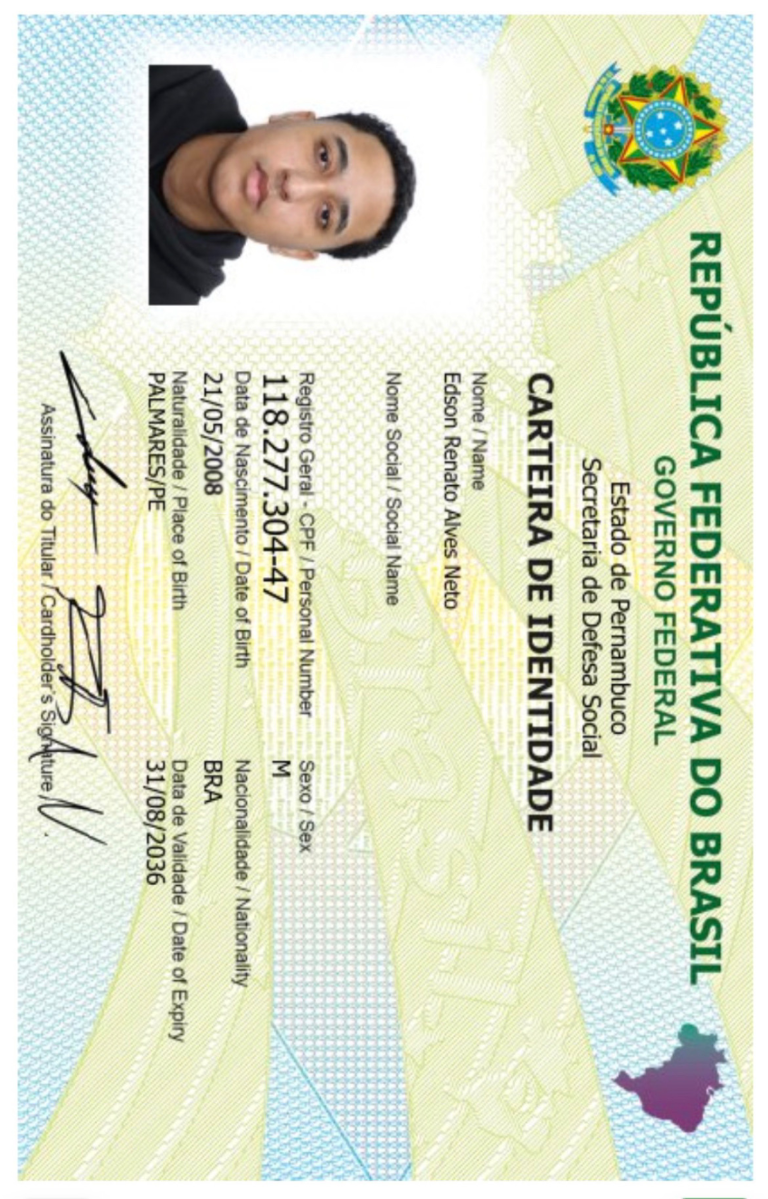 REPÚBLICA FEDERATIVA DO BRASIL
GOVERNO FEDERAL
Estado de Pernambuco
Secretaria de Defesa Social
CARTEIRA DE IDENTIDADE
Nome / Name
Edson Renato Alves Neto
Nome Social / Social Name
Registro Geral - CPF / Personal Number
Sexo / Sex
118.277.304-47
M
Data de Nascimento / Date of Birth
Nacionalidade / Nationality
21/05/2008
BRA
Naturalidade / Place of Birth
Data de Validade / Date of Expiry
PALMARES/PE
31/08/2036
Assinatura do Titular / Cardholder's Signature
Brasil